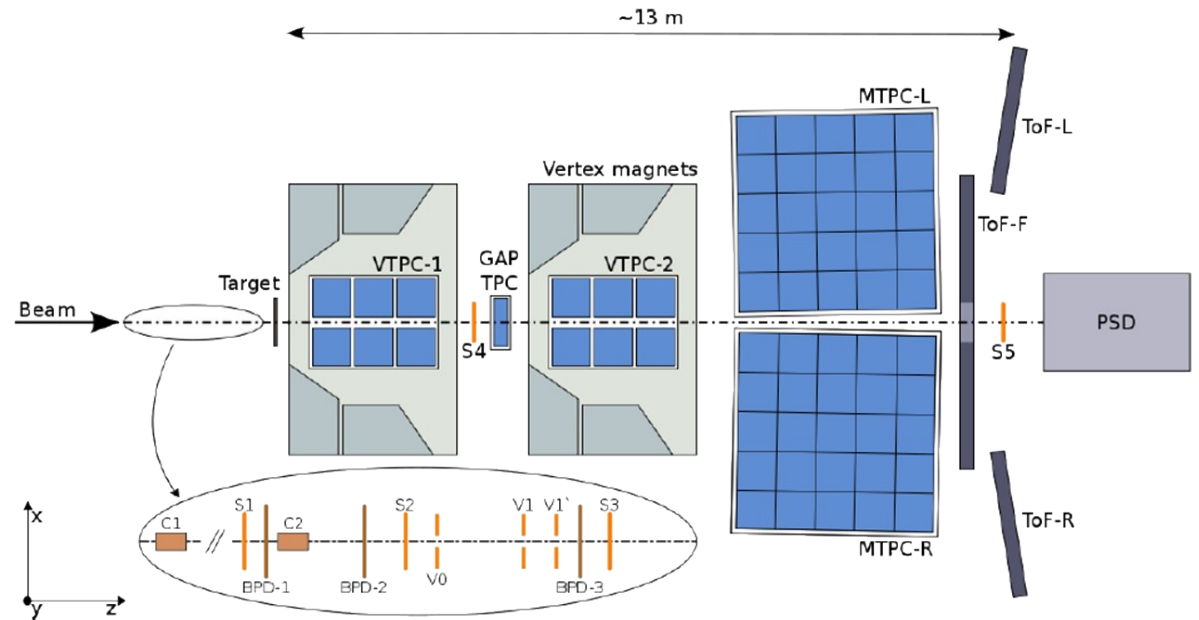 ~13 m
MTPC-L
ToF-L
Vertex magnets
ToF-F
GAP
TPC
VTPC-1
VTPC-2
Target
Beam
PSD
S4
S5
S1
S2
V1
V1`
S3
C1
C2
x
ToF-R
MTPC-R
V0
BPD-1
BPD-2
BPD-3
y
z